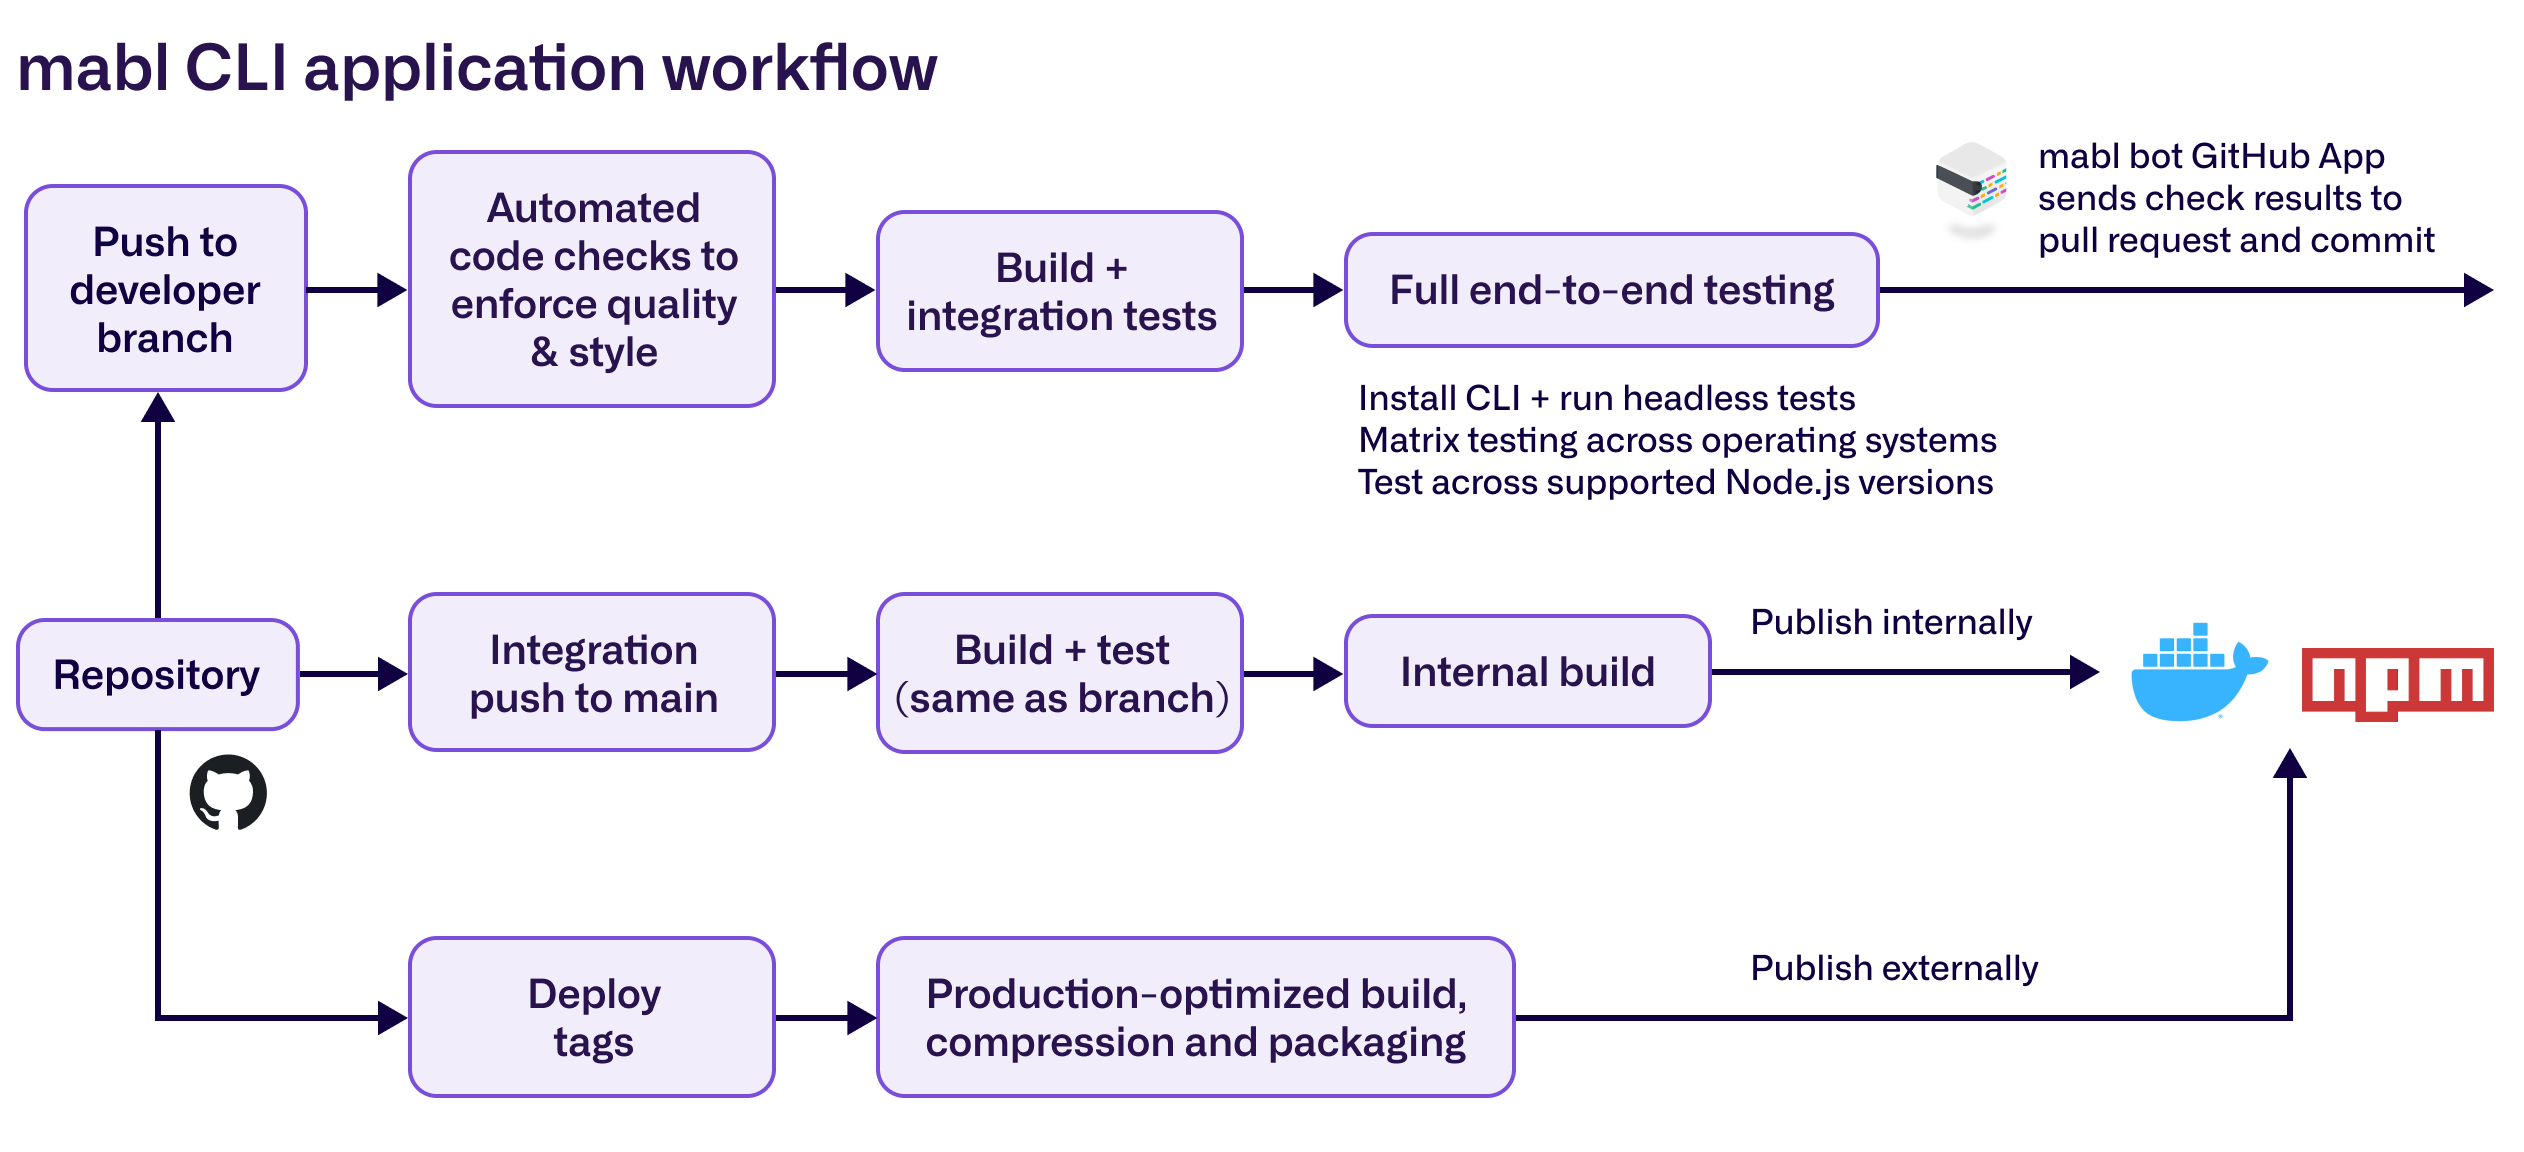 mabl CLI application workflow
mabl bot GitHub App
sends check results to
pull request and commit
Push to
developer
branch
Automated
code checks to
enforce quality
& style
Build +
integration tests
Full end-to-end testing
Install CLI + run headless tests
Matrix testing across operating systems
Test across supported Node.js versions
Repository
Integration
push to main
Build + test
(same as branch)
Internal build
Publish internally
npm
Deploy
tags
Production-optimized build,
compression and packaging
Publish externally